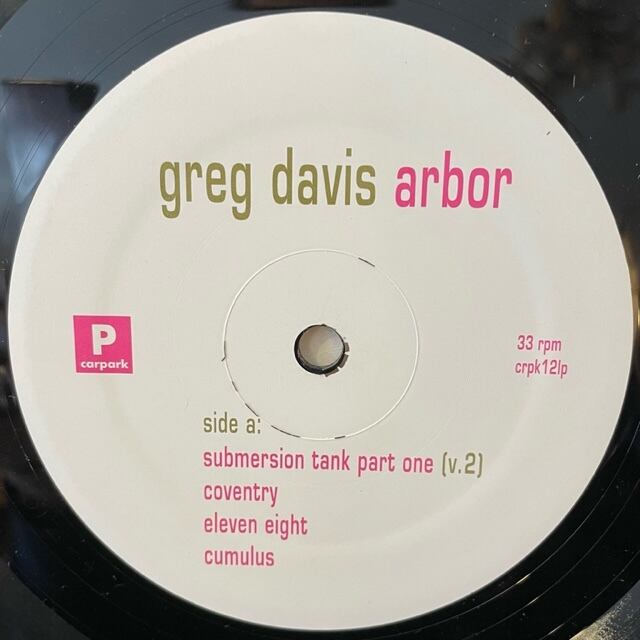 greg davis arbor
P
carpark
33 rpm
crpk12lp
side a:
submersion tank part one (v.2)
coventry
eleven eight
cumulus